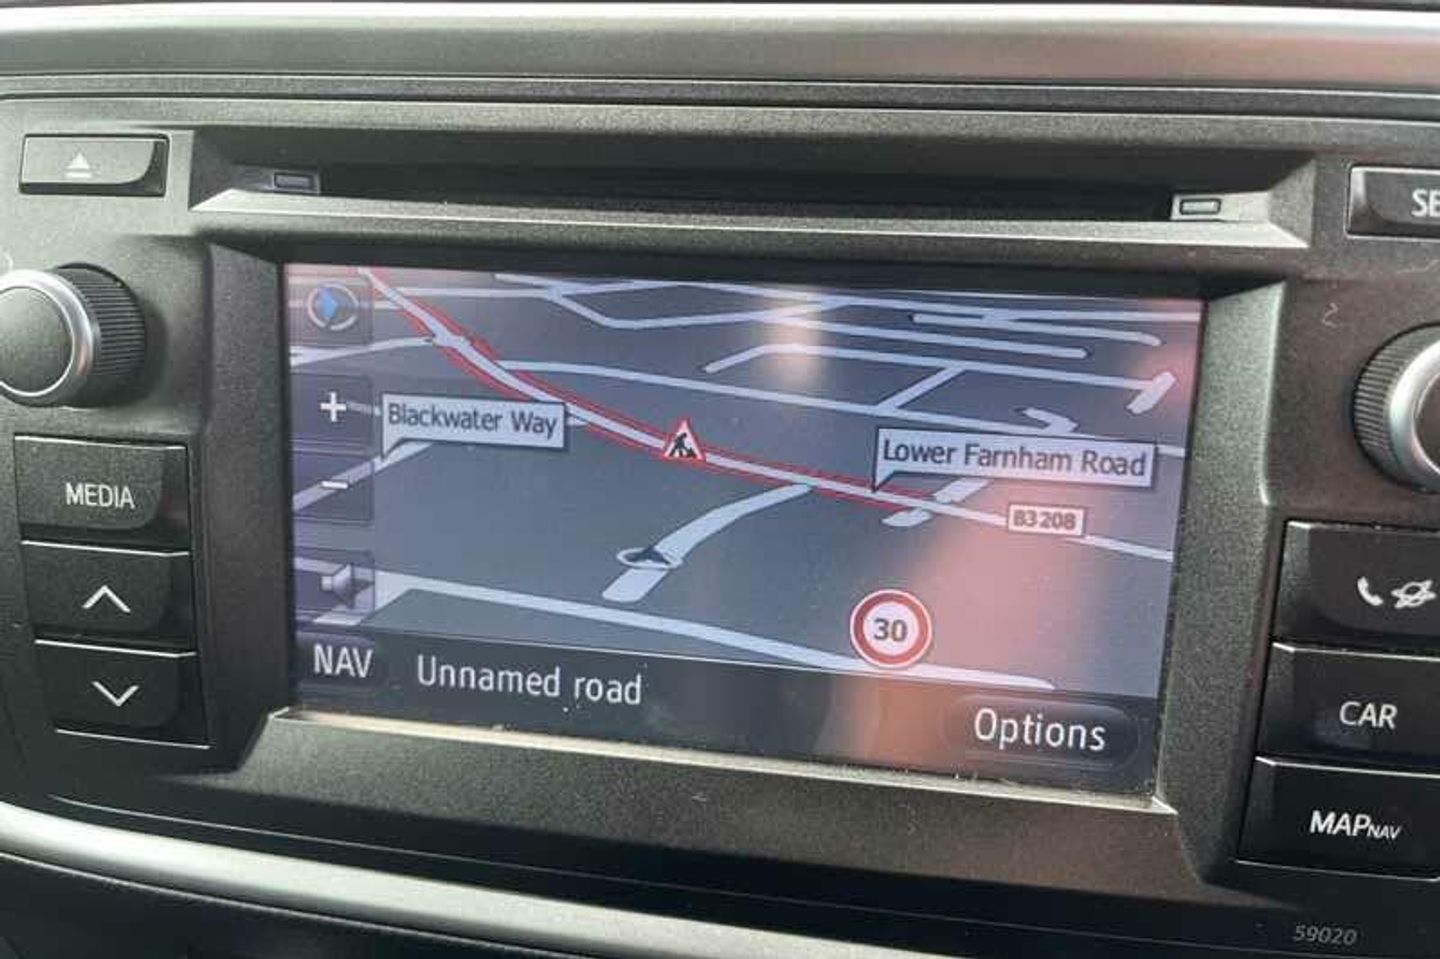 SE
Blackwater Way
Lower Farnham Road
B3208
+
-
MEDIA
30
NAV
Unnamed road
Options
CAR
MAPNAV
59020